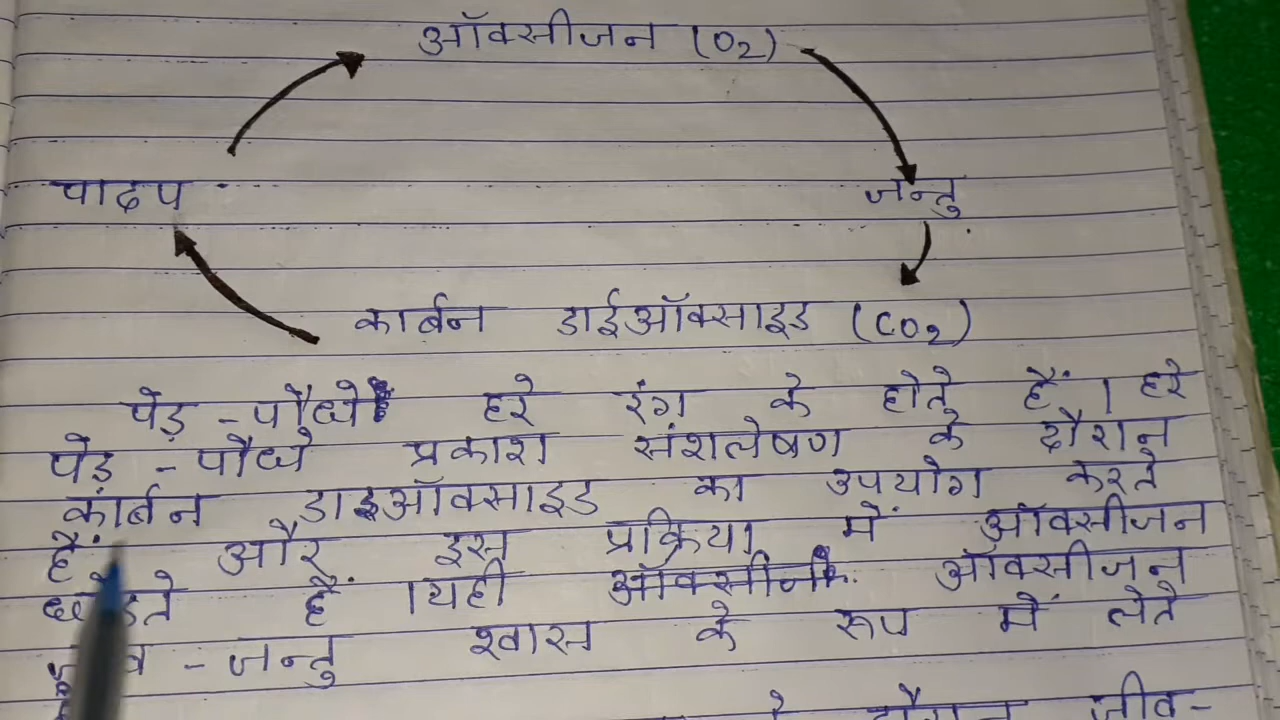 ऑक्सीजन (O₂)
पादप
जन्तु
कार्बन डाईऑक्साइड (CO₂)
पेड़-पौधे हरे रंग के होते हैं। हरे
पेड़-पौधे प्रकाश संश्लेषण के दौरान
कार्बन डाइऑक्साइड का उपयोग करते
हैं और इस प्रक्रिया में ऑक्सीजन
हैं। यही ऑक्सीजन
-जन्तु श्वास के रूप में लेते
जीव-